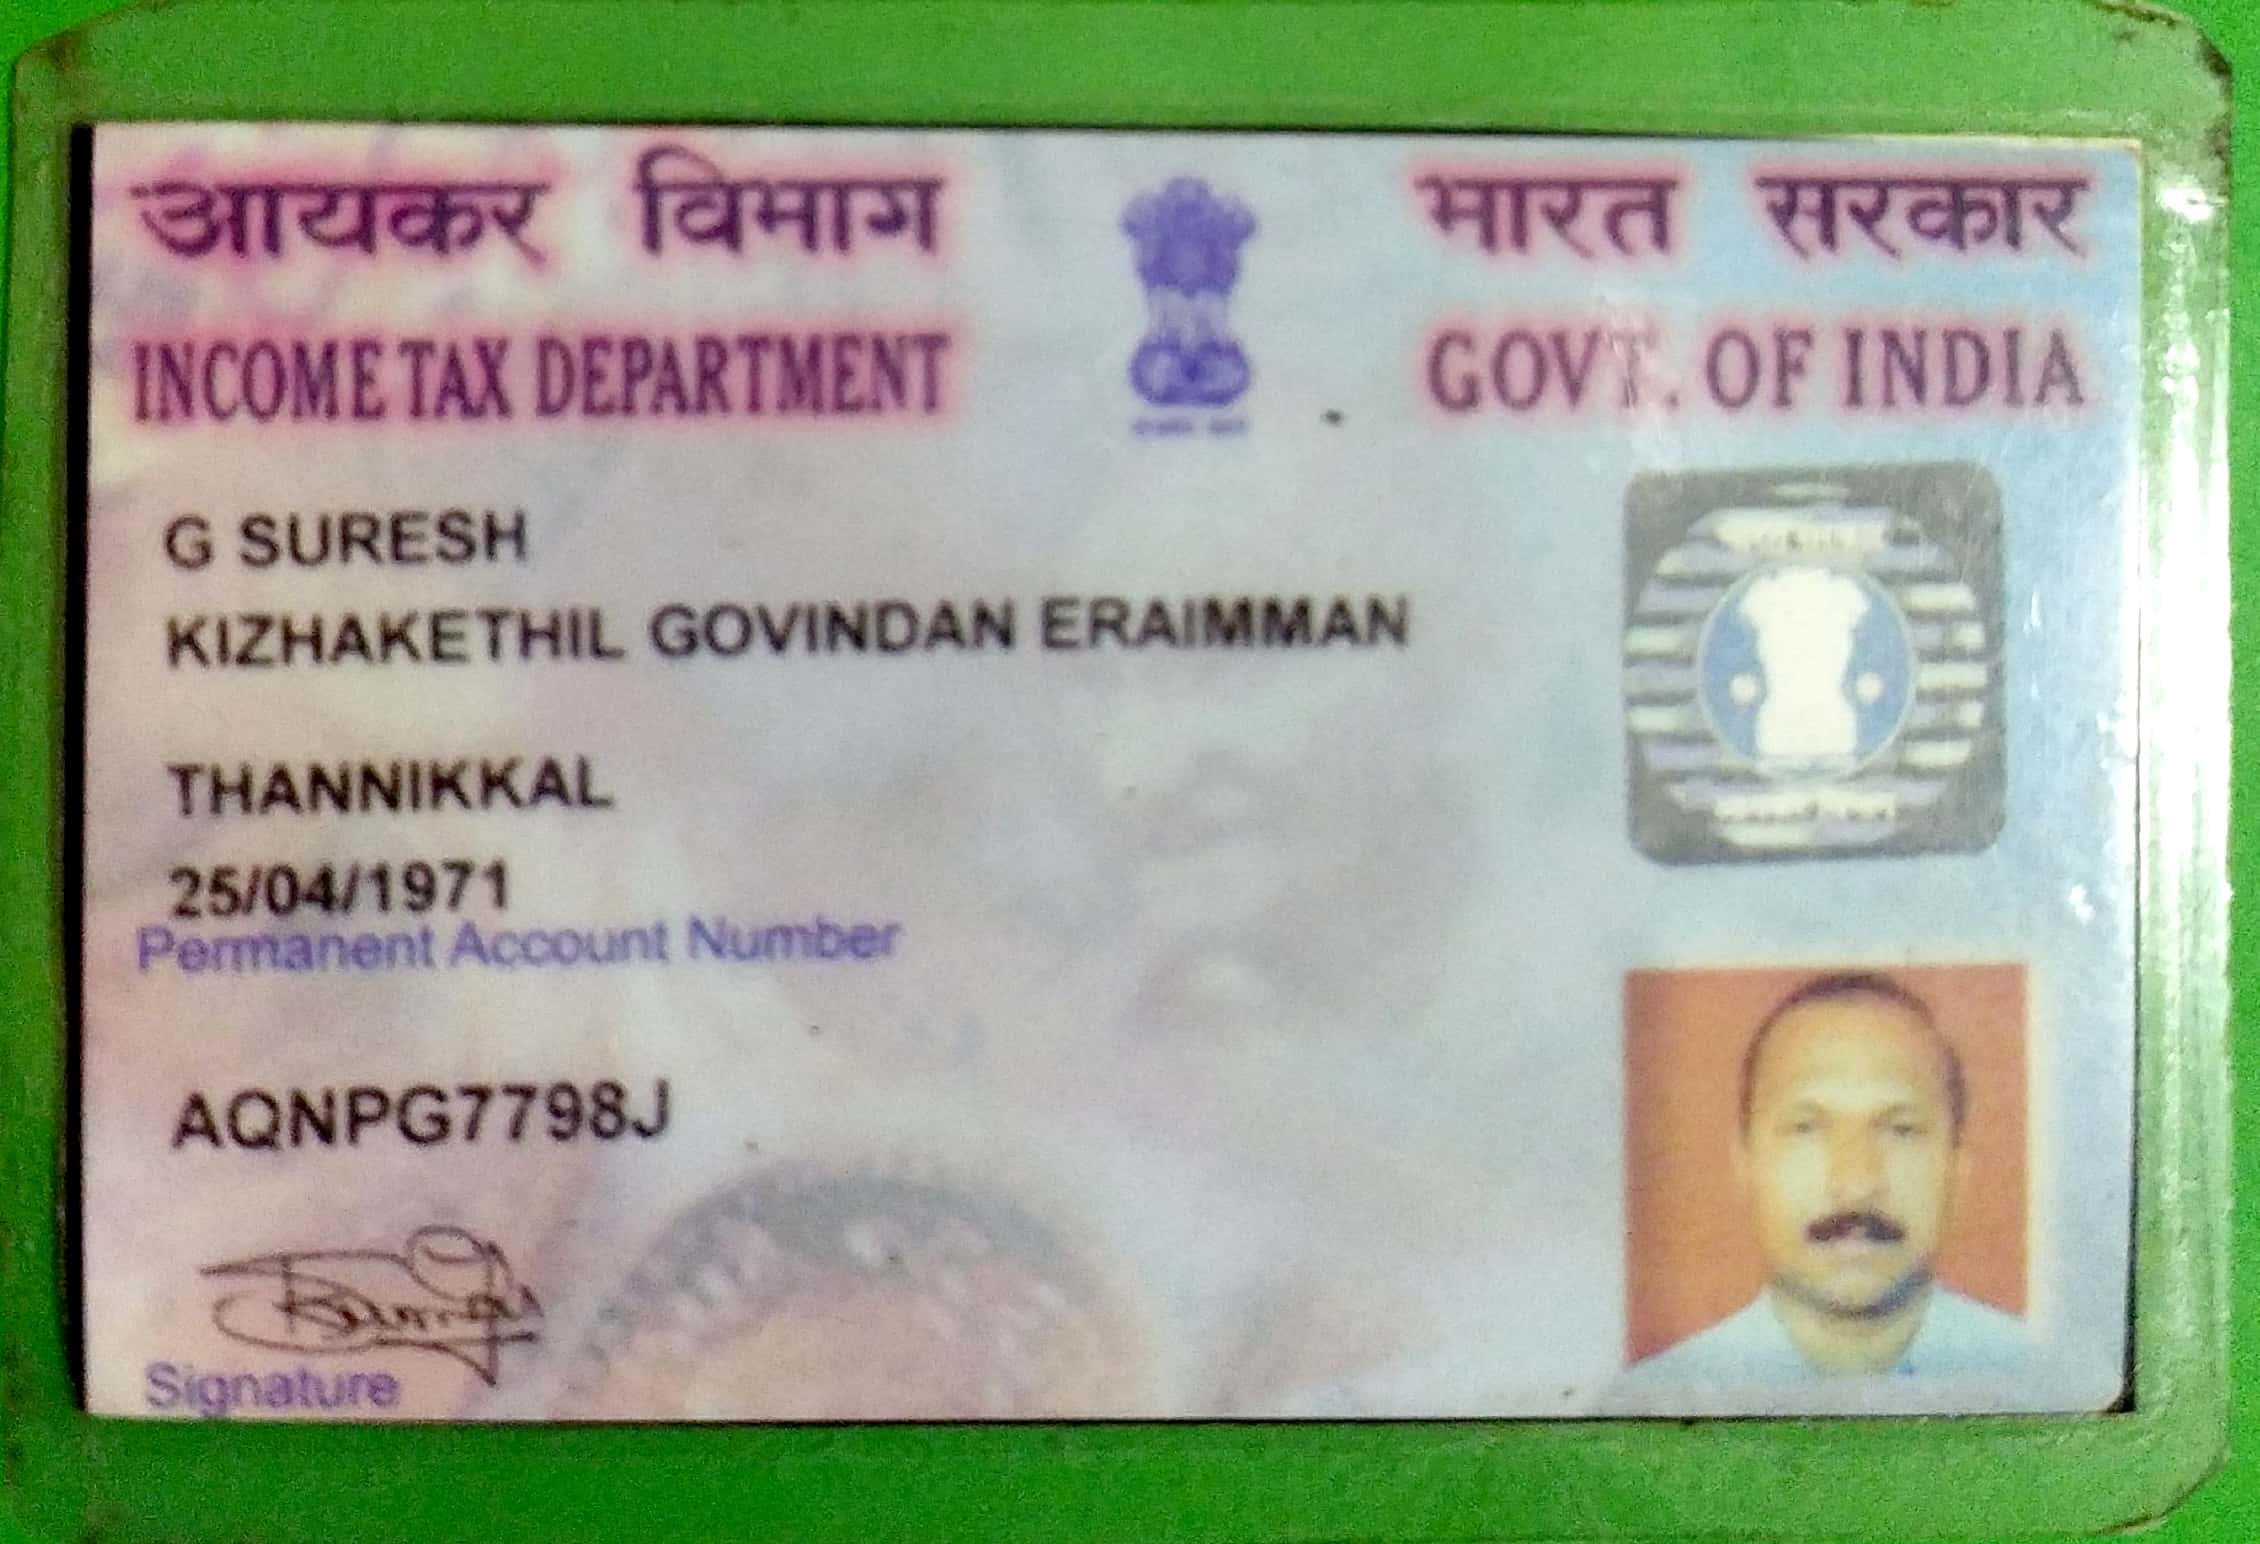 आयकर विभाग
भारत सरकार
INCOME TAX DEPARTMENT
GOVT. OF INDIA
G SURESH
KIZHAKETHIL GOVINDAN ERAIMMAN
THANNIKKAL
25/04/1971
Permanent Account Number
AQNPG7798J
Signature